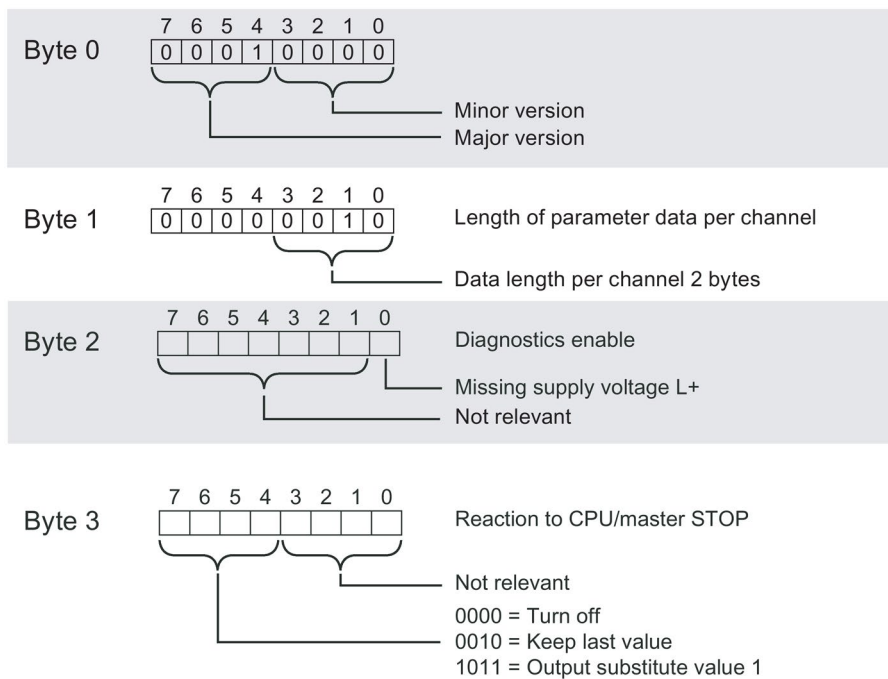 7 6 5 4 3 2 1 0
Byte 0 0 0 0 1 0 0 0 0
Minor version
Major version
7 6 5 4 3 2 1 0
Byte 1 0 0 0 0 0 0 1 0 Length of parameter data per channel
Data length per channel 2 bytes
7 6 5 4 3 2 1 0
Byte 2 Diagnostics enable
Missing supply voltage L+
Not relevant
7 6 5 4 3 2 1 0
Byte 3 Reaction to CPU/master STOP
Not relevant
0000 = Turn off
0010 = Keep last value
1011 = Output substitute value 1